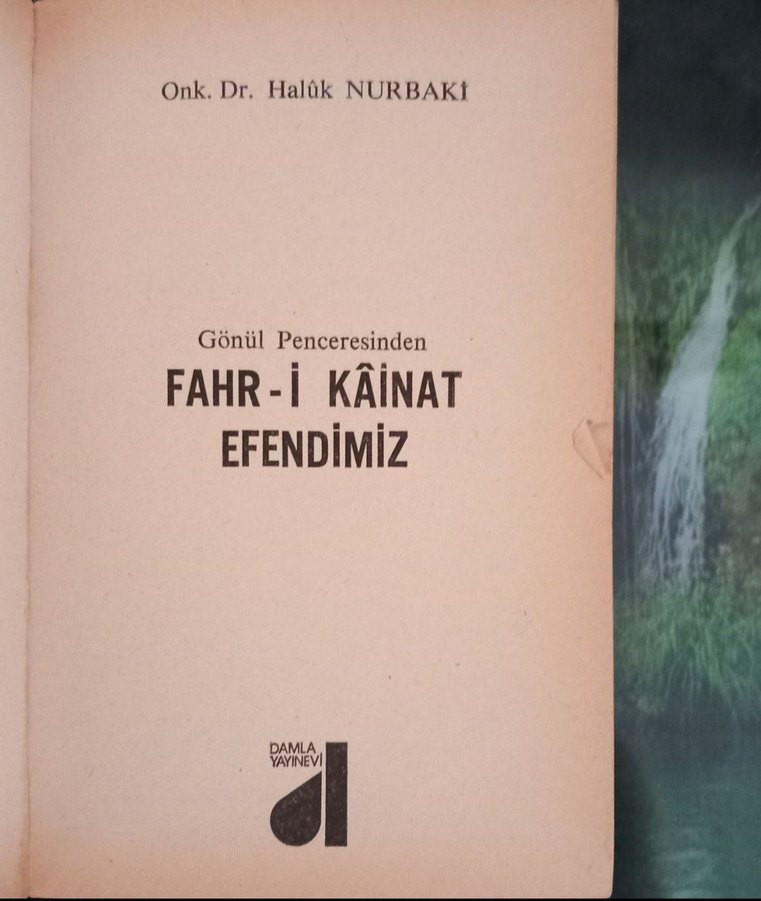 Onk. Dr. Halûk NURBAKİ
Gönül Penceresinden
FAHR-İ KÂİNAT
EFENDİMİZ
DAMLA
YAYINEVİ